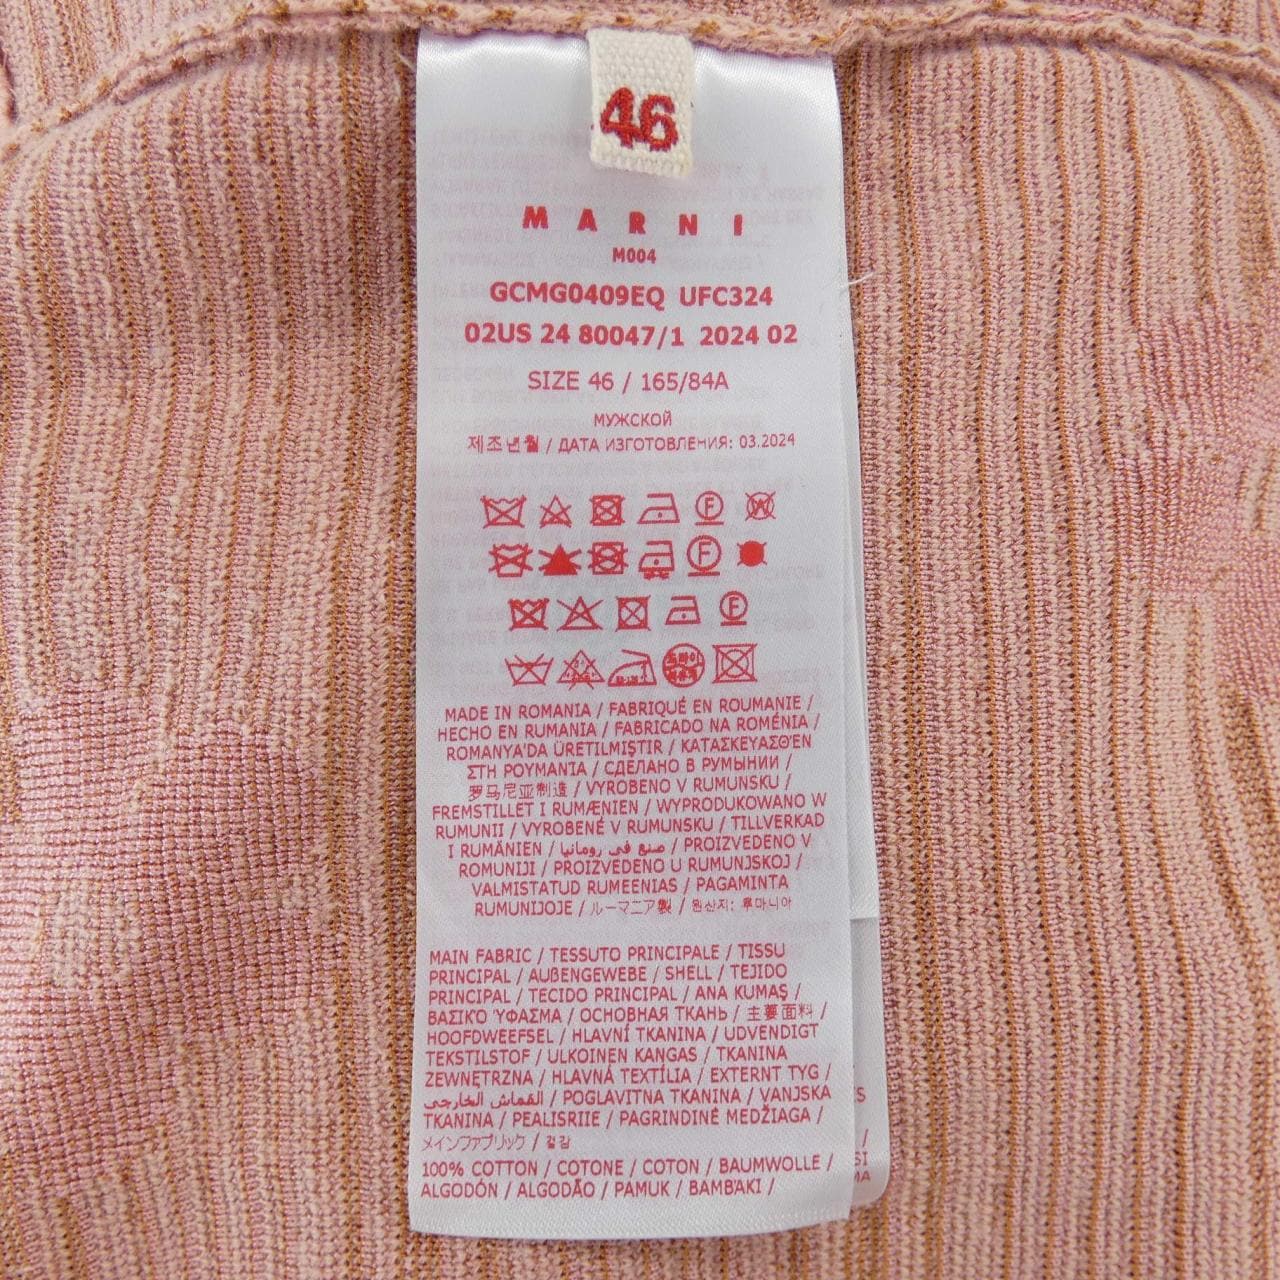 46
MARNI
M004
GCMG0409EQ UFC324
02US 24 80047/1 2024 02
SIZE 46 / 165/84A
МУЖСКОЙ
제조년월 / ДАТА ИЗГОТОВЛЕНИЯ: 03.2024
F W
F
F
MADE IN ROMANIA / FABRIQUÉ EN ROUMANIE /
HECHO EN RUMANIA / FABRICADO NA ROMÉNIA /
ROMANYA'DA ÜRETILMIŞTIR / ΚΑΤΑΣΚΕΥΑΣΘΈΝ
ΣΤΗ ΡΟΥΜΑΝΙΑ / СДЕЛАНО В РУМЫНИИ /
罗马尼亚制造 / VYROBENO V RUMUNSKU /
FREMSTILLET I RUMÆNIEN / WYPRODUKOWANO W
RUMUNII / VYROBENÉ V RUMUNSKU / TILLVERKAD
I RUMÄNIEN / صنع في رومانيا / PROIZVEDENO V
ROMUNIJI / PROIZVEDENO U RUMUNJSKOJ /
VALMISTATUD RUMEENIAS / PAGAMINTA
RUMUNIJOJE / ルーマニア製 / 원산지: 루마니아
MAIN FABRIC / TESSUTO PRINCIPALE / TISSU
PRINCIPAL / AUßENGEWEBE / SHELL / TEJIDO
PRINCIPAL / TECIDO PRINCIPAL / ANA KUMAŞ /
ΒΑΣΙΚΌ ΎΦΑΣΜΑ / ОСНОВНАЯ ТКАНЬ / 主要面料 /
HOOFDWEEFSEL / HLAVNÍ TKANINA / UDVENDIGT
TEKSTILSTOF / ULKOINEN KANGAS / TKANINA
ZEWNĘTRZNA / HLAVNÁ TEXTÍLIA / EXTERNT TYG /
القماش الخارجي / POGLAVITNA TKANINA / VANJSKA
TKANINA / PEALISRIIE / PAGRINDINĖ MEDŽIAGA /
メインファブリック / 겉감
100% COTTON / COTONE / COTON / BAUMWOLLE /
ALGODÓN / ALGODÃO / PAMUK / ΒΑΜΒΆΚΙ /